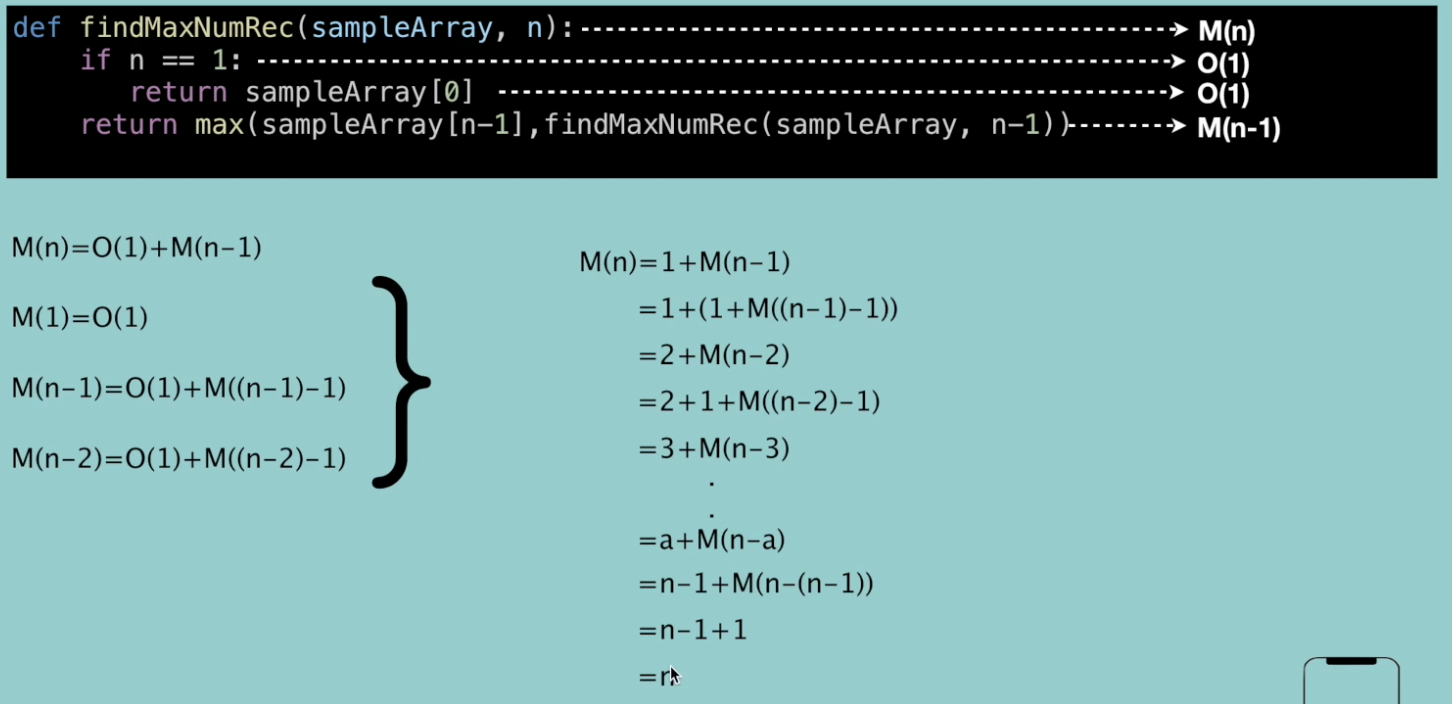 def findMaxNumRec(sampleArray, n): M(n)
if n == 1: O(1)
return sampleArray[0] O(1)
return max(sampleArray[n-1],findMaxNumRec(sampleArray, n-1)) M(n-1)
M(n)=O(1)+M(n-1)
M(1)=O(1)
M(n-1)=O(1)+M((n-1)-1)
M(n-2)=O(1)+M((n-2)-1)
M(n)=1+M(n-1)
=1+(1+M((n-1)-1))
=2+M(n-2)
=2+1+M((n-2)-1)
=3+M(n-3)
.
.
=a+M(n-a)
=n-1+M(n-(n-1))
=n-1+1
=n